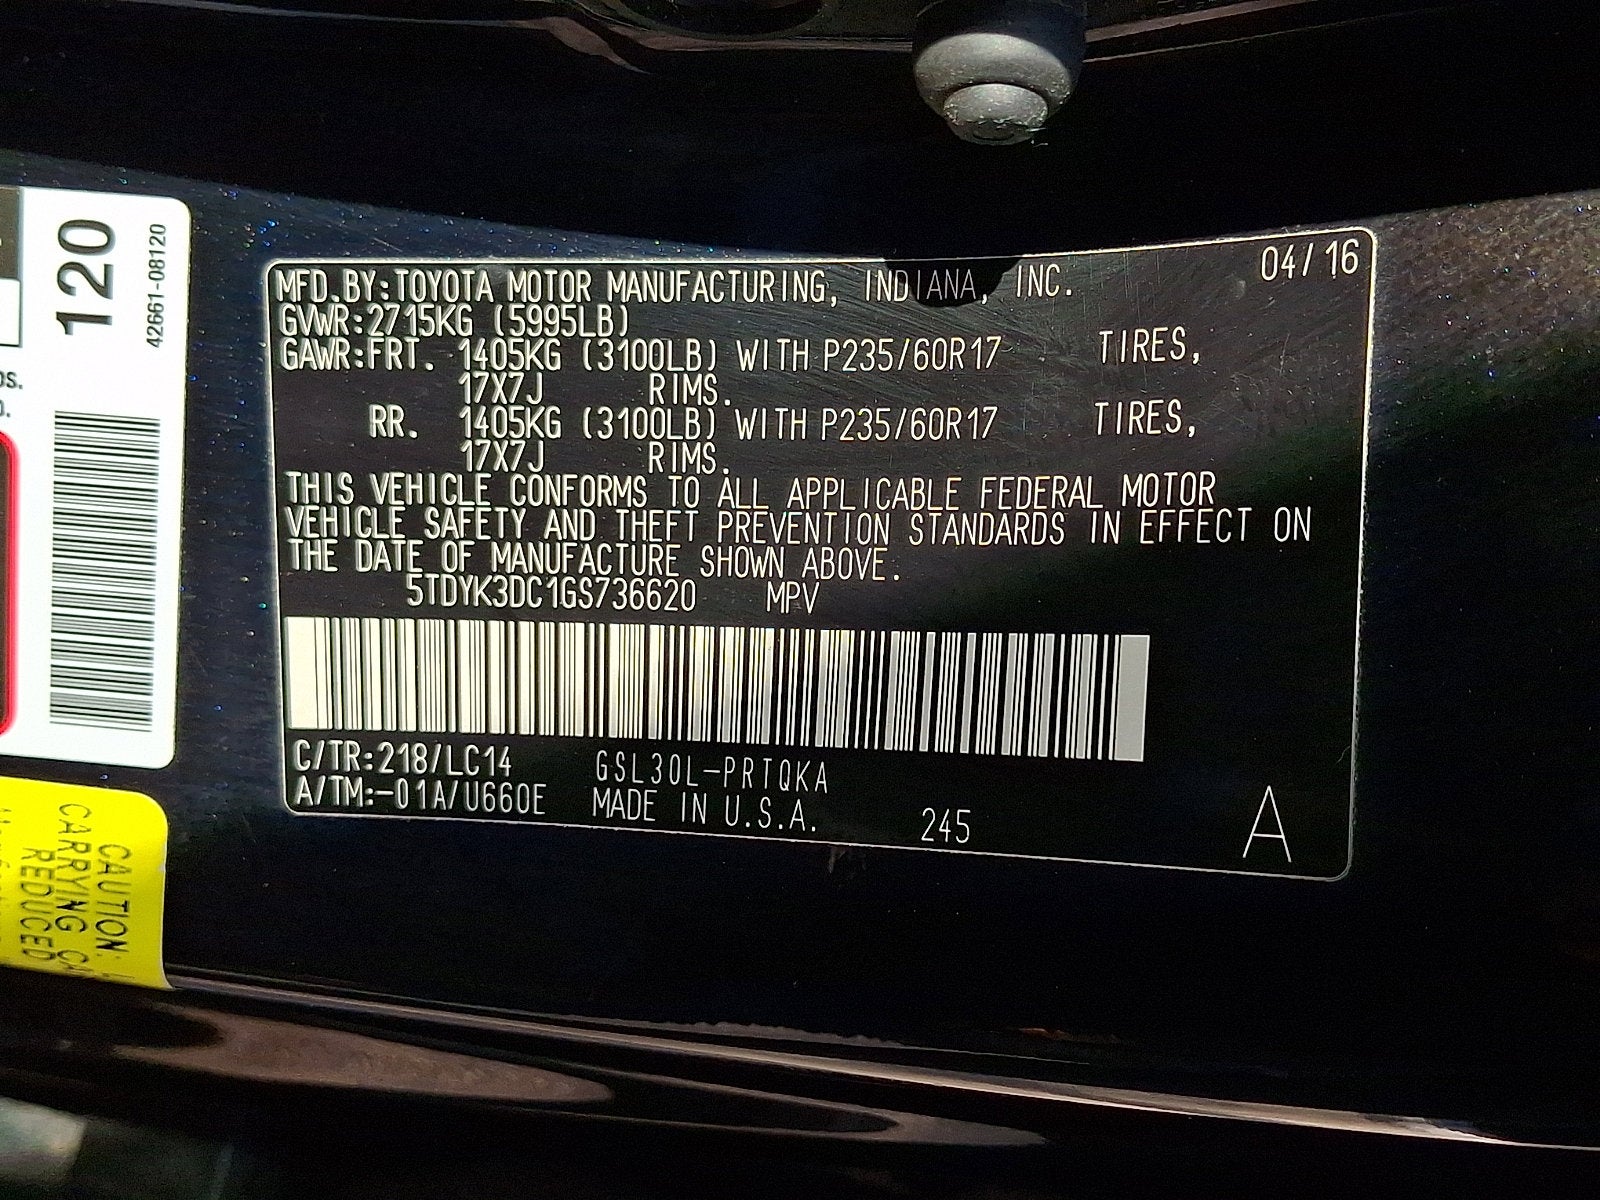 MFD.BY:TOYOTA MOTOR MANUFACTURING, INDIANA, INC. 04/16
GVWR:2715KG (5995LB)
GAWR:FRT. 1405KG (3100LB) WITH P235/60R17 TIRES,
17X7J RIMS.
RR. 1405KG (3100LB) WITH P235/60R17 TIRES,
17X7J RIMS.
THIS VEHICLE CONFORMS TO ALL APPLICABLE FEDERAL MOTOR
VEHICLE SAFETY AND THEFT PREVENTION STANDARDS IN EFFECT ON
THE DATE OF MANUFACTURE SHOWN ABOVE.
5TDYK3DC1GS736620 MPV
C/TR:218/LC14 GSL30L-PRTQKA
A/TM:-01A/U660E MADE IN U.S.A. 245 A
120
42661-08120
CAUTION:
CARRYING CA
REDUCED